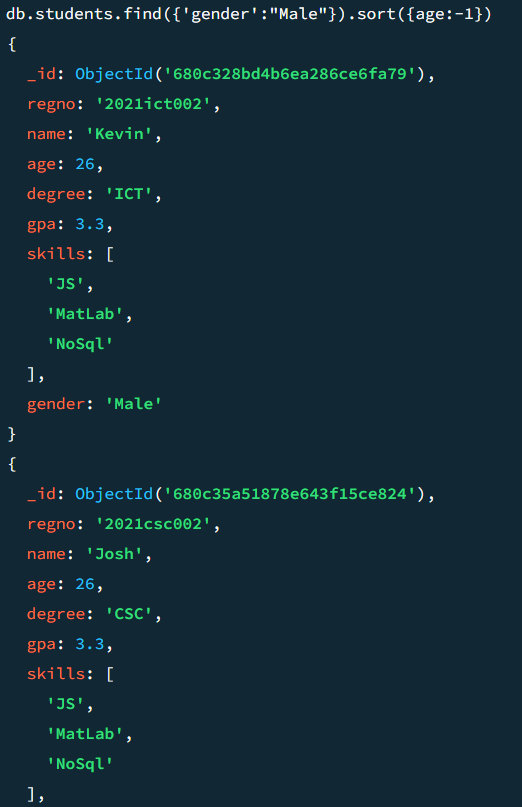 db.students.find({'gender':"Male"}).sort({age:-1})
{
  _id: ObjectId('680c328bd4b6ea286ce6fa79'),
  regno: '2021ict002',
  name: 'Kevin',
  age: 26,
  degree: 'ICT',
  gpa: 3.3,
  skills: [
    'JS',
    'MatLab',
    'NoSql'
  ],
  gender: 'Male'
}
{
  _id: ObjectId('680c35a51878e643f15ce824'),
  regno: '2021csc002',
  name: 'Josh',
  age: 26,
  degree: 'CSC',
  gpa: 3.3,
  skills: [
    'JS',
    'MatLab',
    'NoSql'
  ],